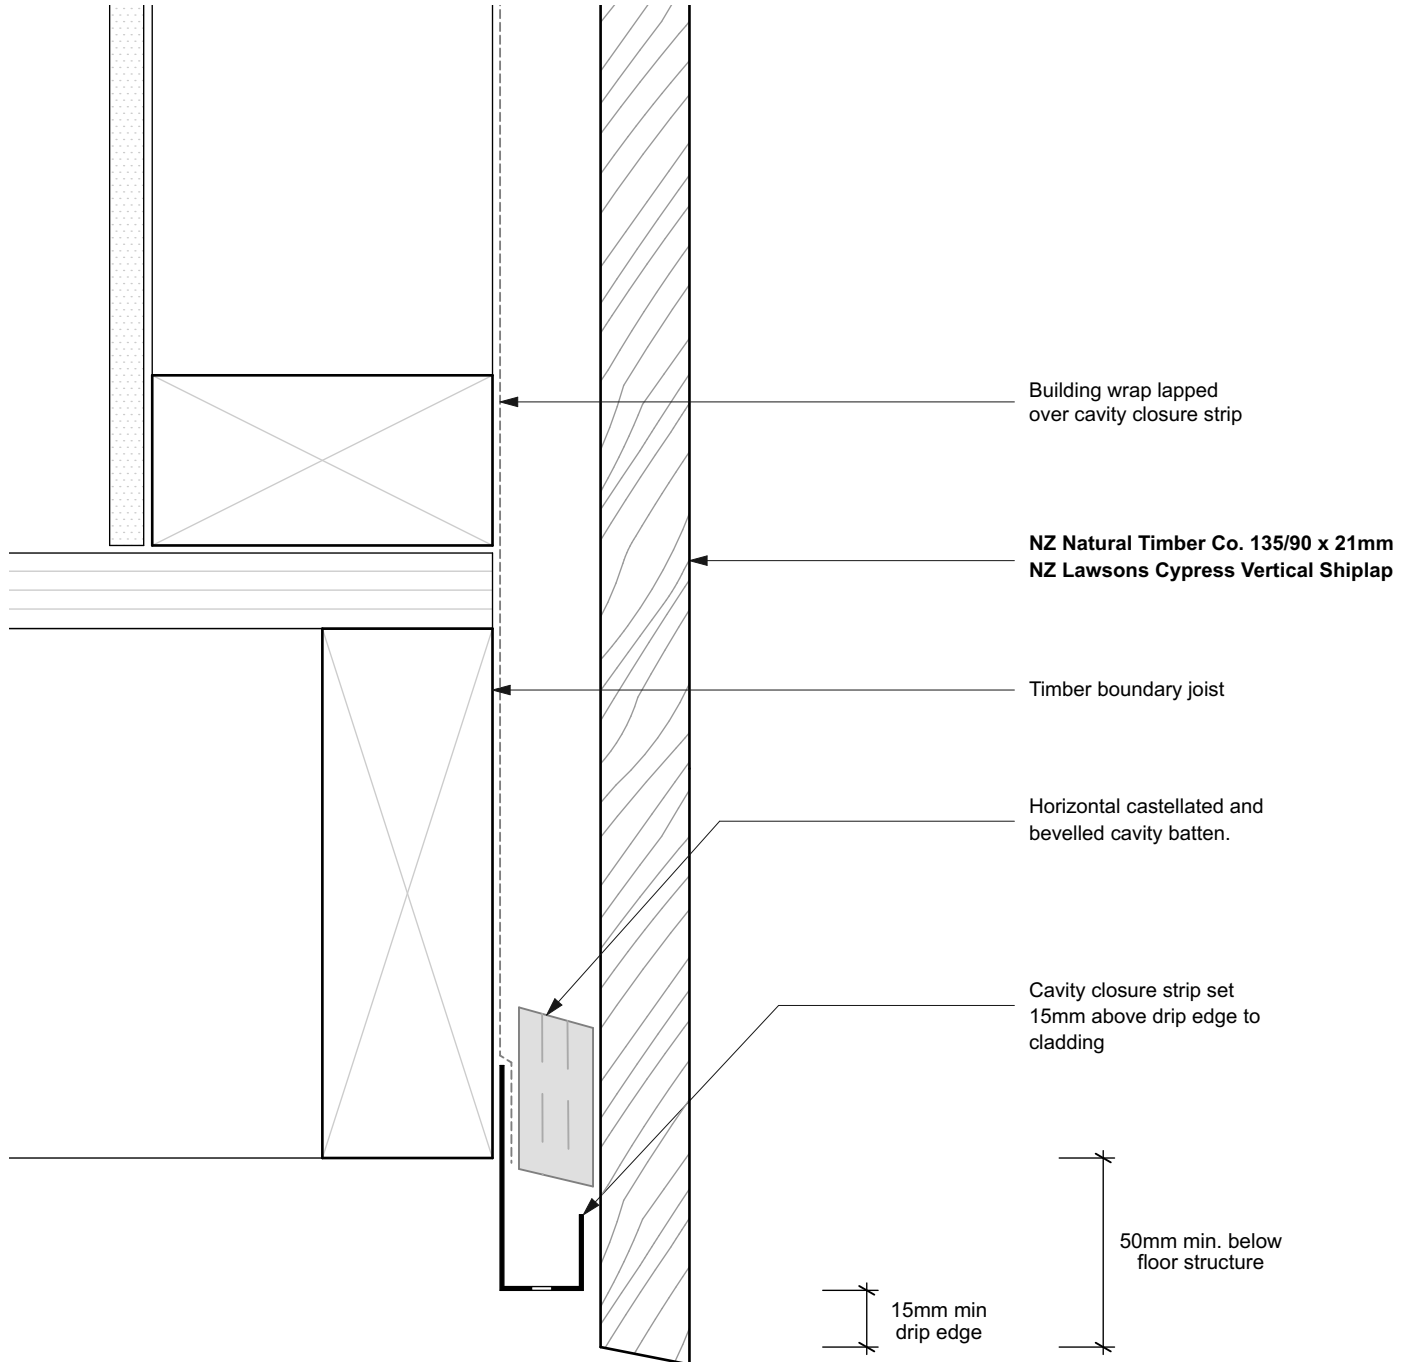 Building wrap lapped
over cavity closure strip
NZ Natural Timber Co. 135/90 x 21mm
NZ Lawsons Cypress Vertical Shiplap
Timber boundary joist
Horizontal castellated and
bevelled cavity batten.
Cavity closure strip set
15mm above drip edge to
cladding
50mm min. below
floor structure
15mm min
drip edge